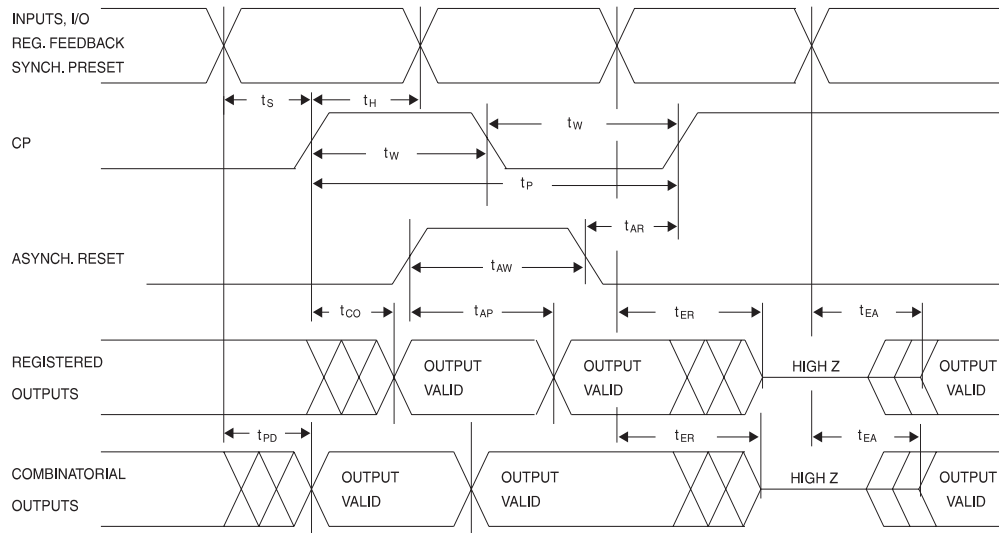 INPUTS, I/O
REG. FEEDBACK
SYNCH. PRESET
tS
tH
CP
tW
tW
tP
tAR
ASYNCH. RESET
tAW
tCO
tAP
tER
tEA
REGISTERED
OUTPUTS
OUTPUT
VALID
OUTPUT
VALID
HIGH Z
OUTPUT
VALID
tPD
tER
tEA
COMBINATORIAL
OUTPUTS
OUTPUT
VALID
OUTPUT
VALID
HIGH Z
OUTPUT
VALID